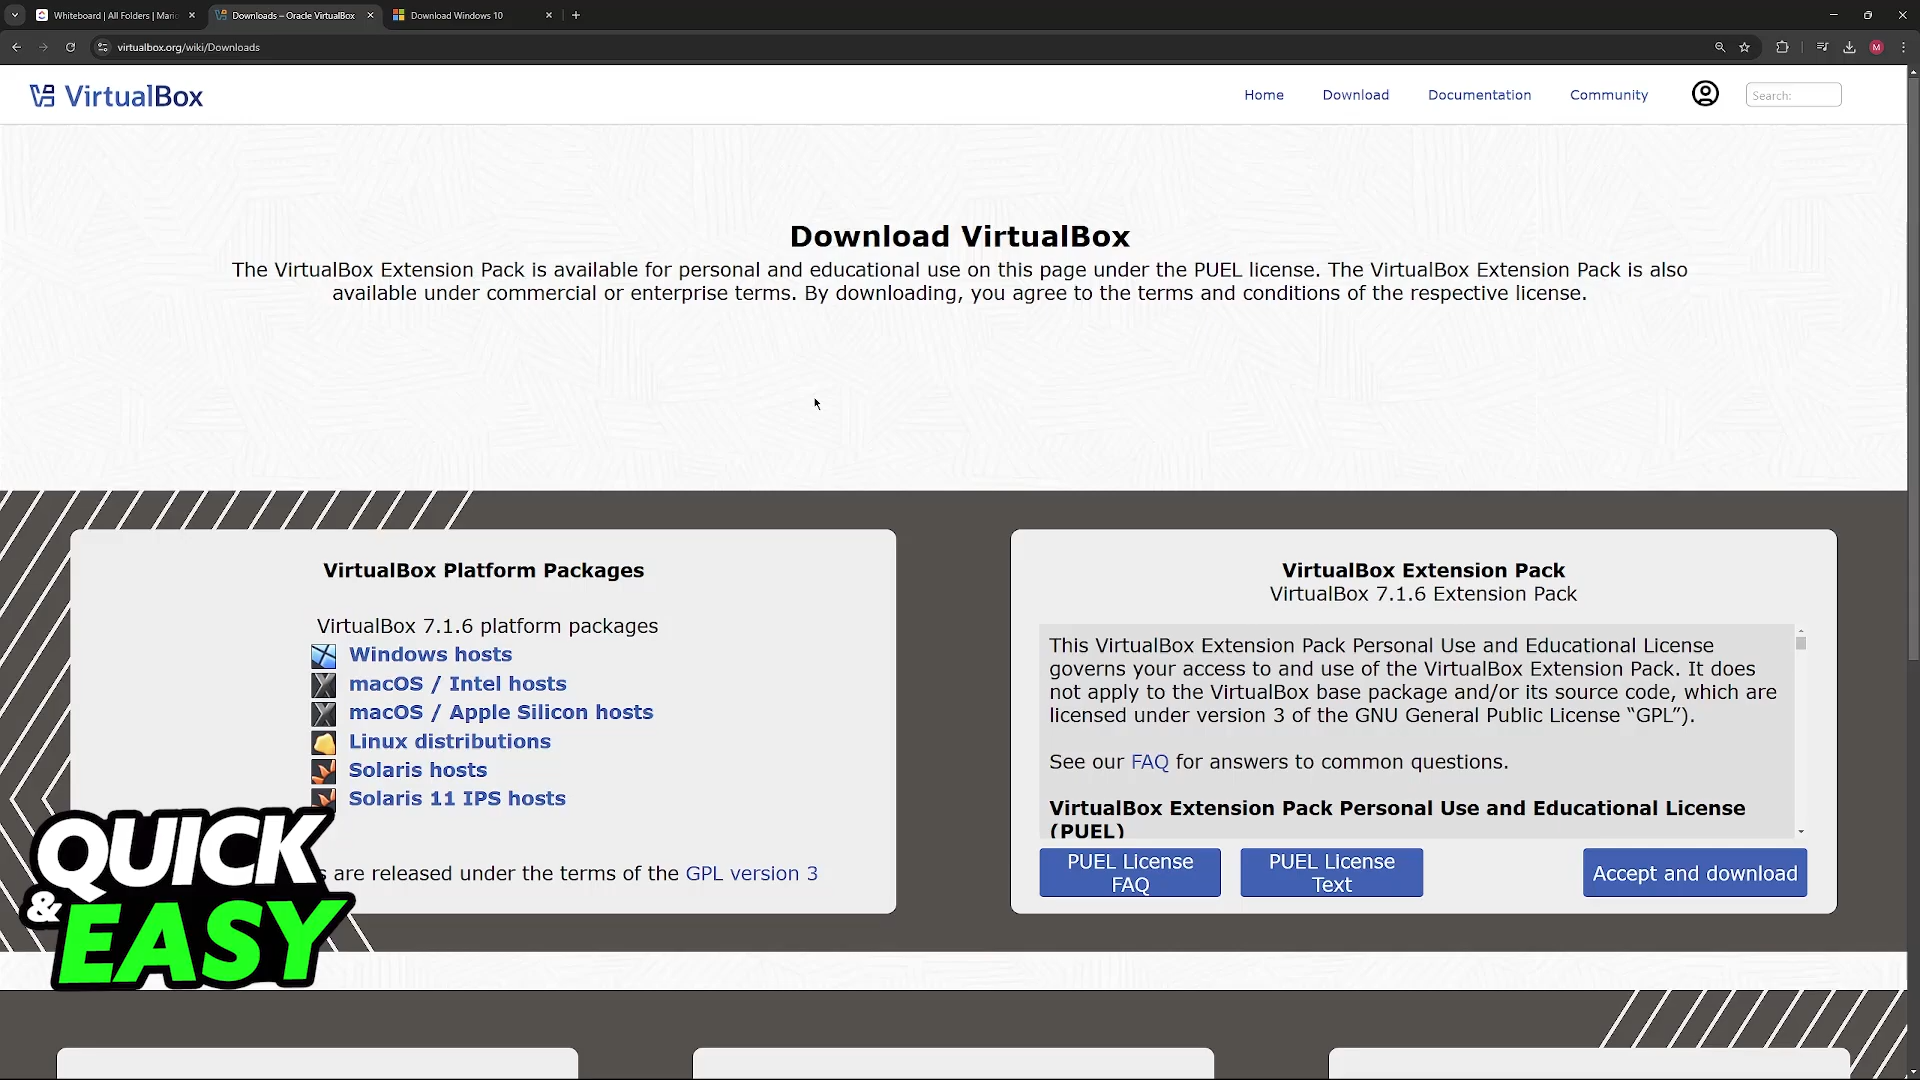 Whiteboard | All Folders | Mario
Downloads – Oracle VirtualBox
Download Windows 10
virtualbox.org/wiki/Downloads
M
VirtualBox
Home
Download
Documentation
Community
Search:
Download VirtualBox
The VirtualBox Extension Pack is available for personal and educational use on this page under the PUEL license. The VirtualBox Extension Pack is also
available under commercial or enterprise terms. By downloading, you agree to the terms and conditions of the respective license.
VirtualBox Platform Packages
VirtualBox 7.1.6 platform packages
Windows hosts
macOS / Intel hosts
macOS / Apple Silicon hosts
Linux distributions
Solaris hosts
Solaris 11 IPS hosts
s are released under the terms of the GPL version 3
VirtualBox Extension Pack
VirtualBox 7.1.6 Extension Pack
This VirtualBox Extension Pack Personal Use and Educational License
governs your access to and use of the VirtualBox Extension Pack. It does
not apply to the VirtualBox base package and/or its source code, which are
licensed under version 3 of the GNU General Public License “GPL”).
See our FAQ for answers to common questions.
VirtualBox Extension Pack Personal Use and Educational License
(PUEL)
PUEL License
FAQ
PUEL License
Text
Accept and download
QUICK
&
EASY